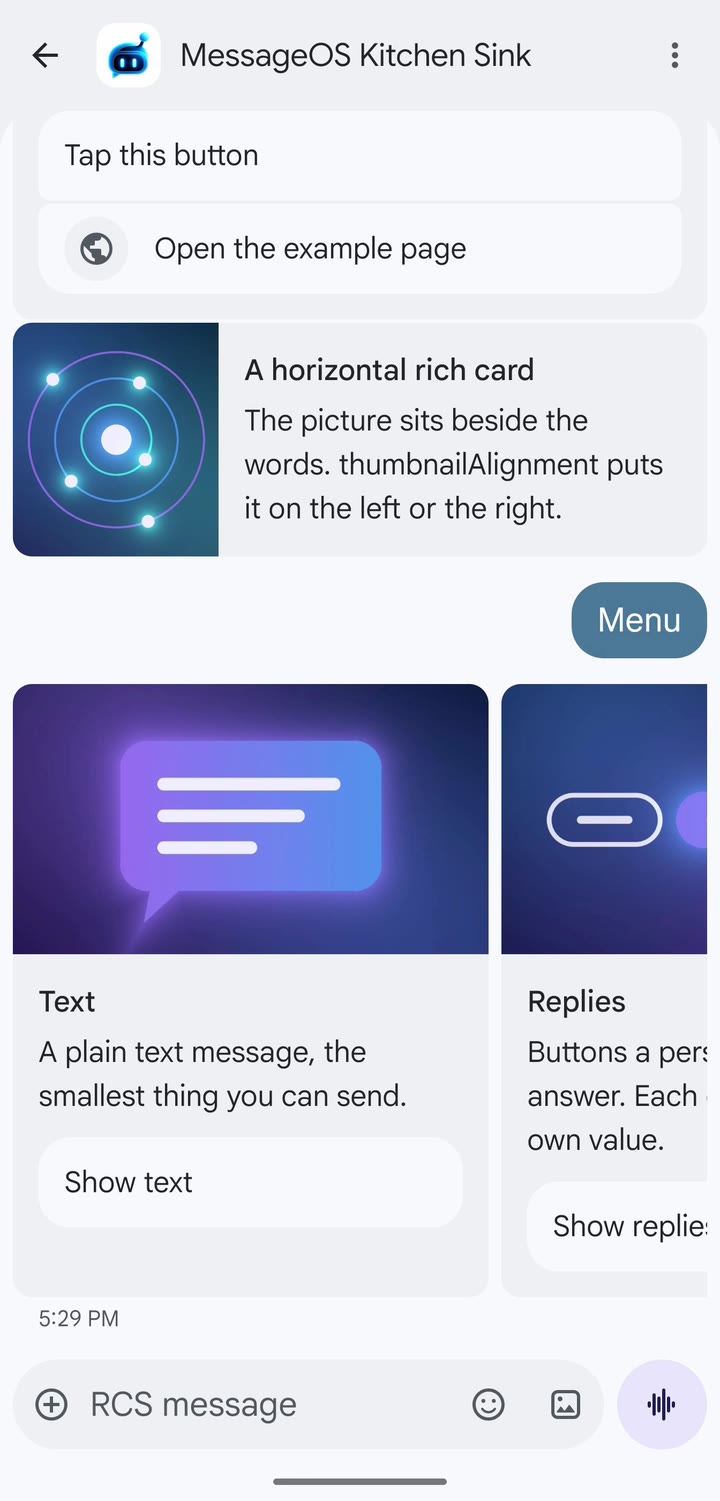 MessageOS Kitchen Sink
Tap this button
Open the example page
A horizontal rich card
The picture sits beside the
words. thumbnailAlignment puts
it on the left or the right.
Menu
Text
A plain text message, the
smallest thing you can send.
Show text
Replies
Buttons a
answer. Each
own value.
Show replies
5:29 PM
RCS message